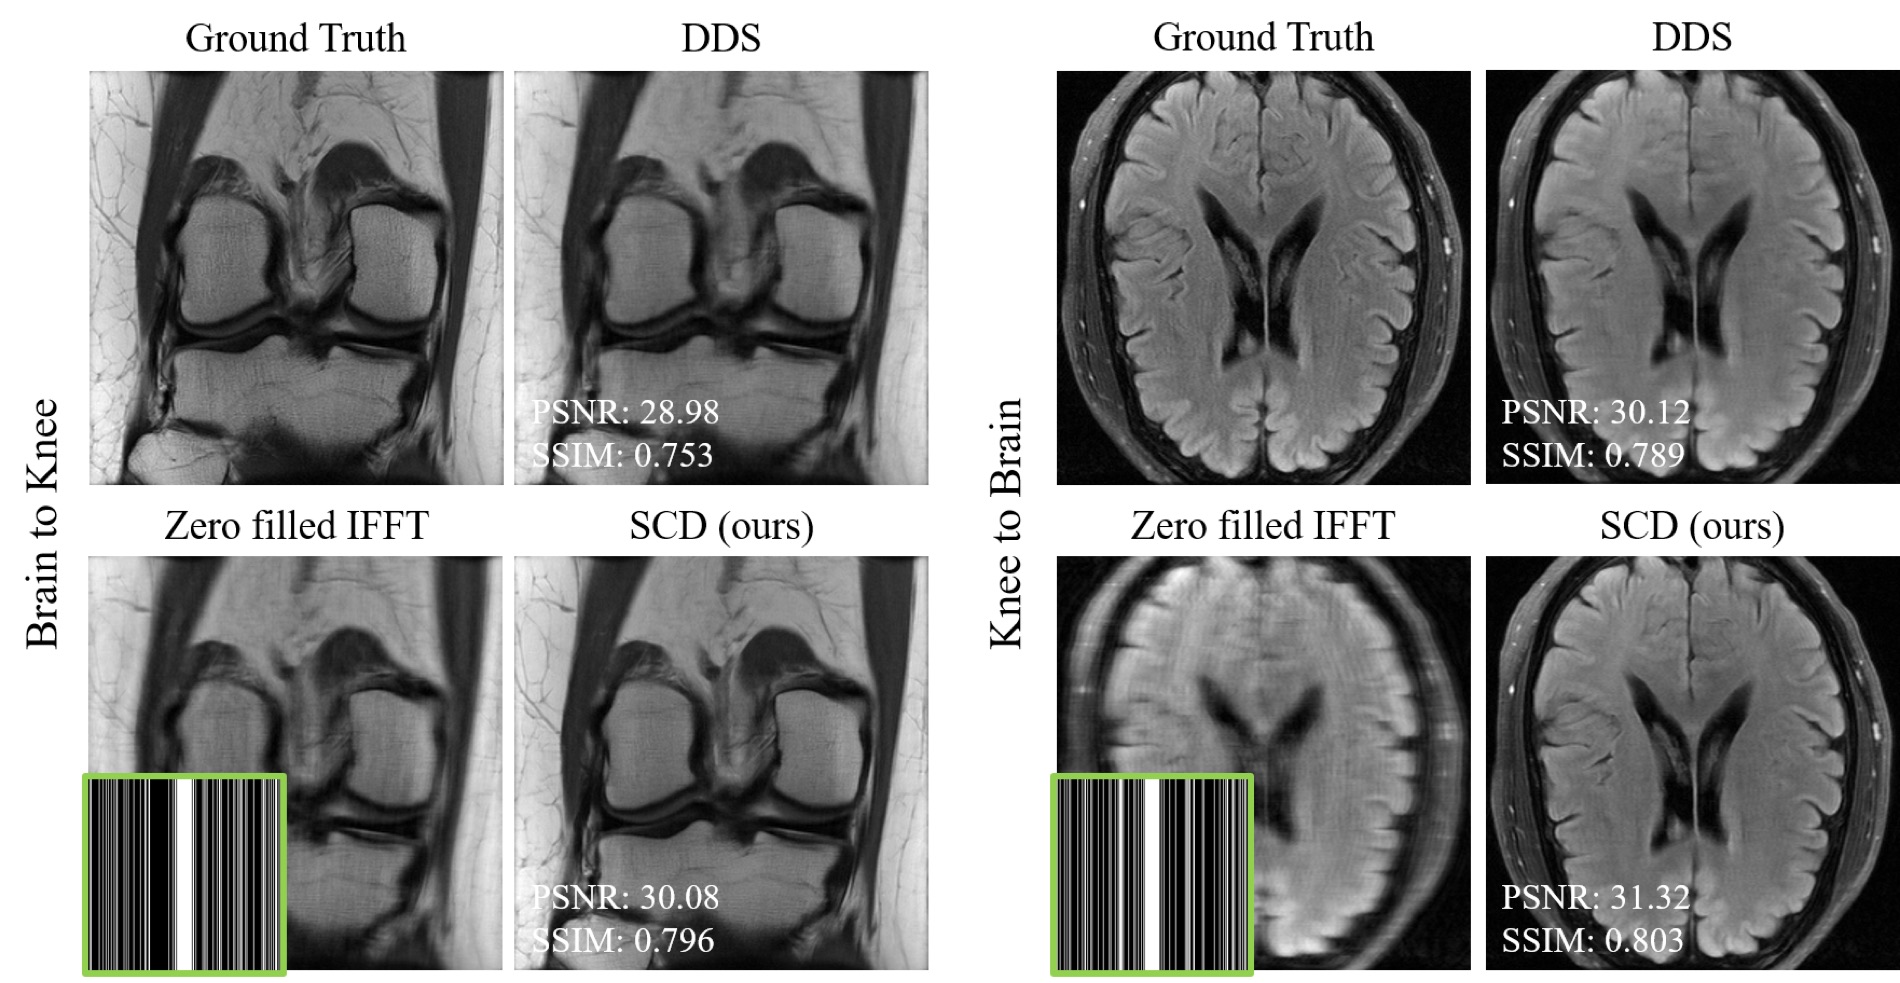 Ground Truth
DDS
Ground Truth
DDS
Brain to Knee
PSNR: 28.98
SSIM: 0.753
Knee to Brain
PSNR: 30.12
SSIM: 0.789
Zero filled IFFT
SCD (ours)
Zero filled IFFT
SCD (ours)
PSNR: 30.08
SSIM: 0.796
PSNR: 31.32
SSIM: 0.803